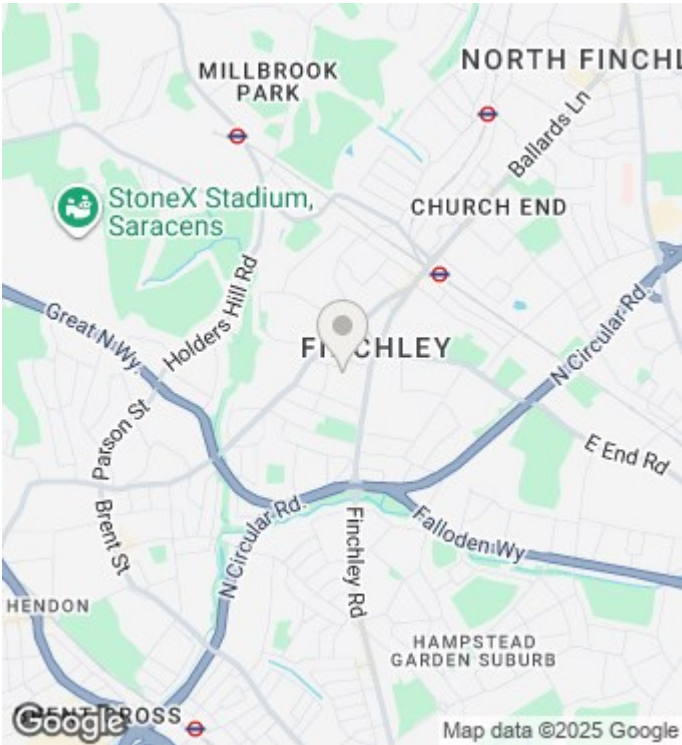 NORTH FINCHL
MILLBROOK
PARK
Ballards Ln
StoneX Stadium,
Saracens
CHURCH END
Holders Hill Rd
Great N Wy
N Circular Rd
FINCHLEY
Parson St
E End Rd
Brent St
N Circular Rd
Finchley Rd
Falloden Wy
HENDON
HAMPSTEAD
GARDEN SUBURB
BRENT CROSS
Google
Map data ©2025 Google